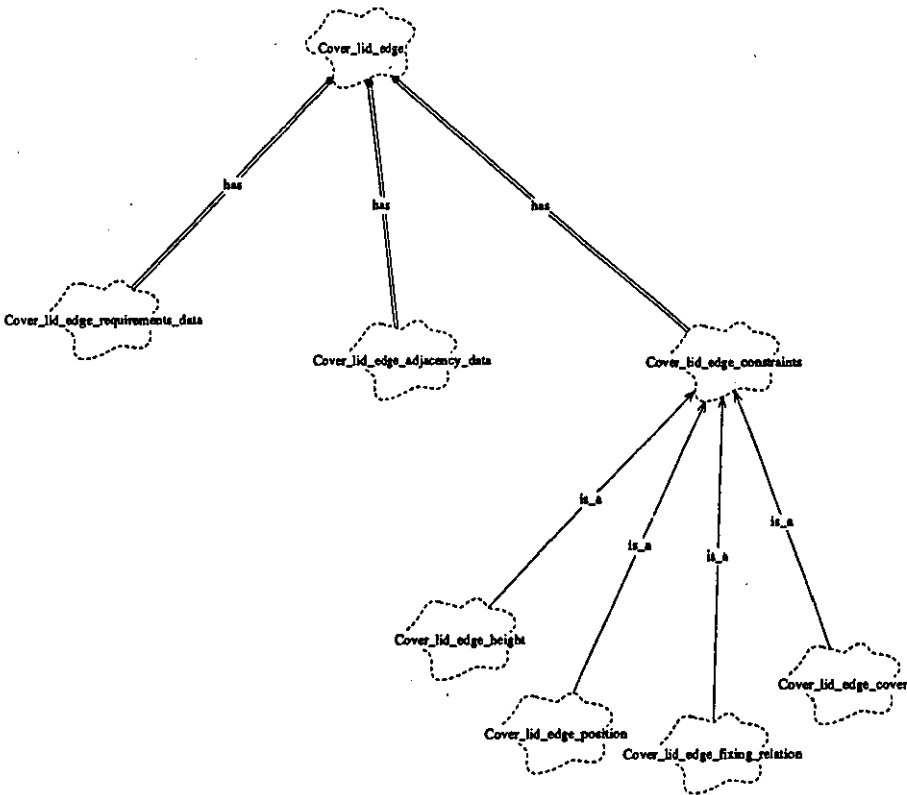 Cover_lid_edge
has
has
has
Cover_lid_edge_requirements_data
Cover_lid_edge_adjacency_data
Cover_lid_edge_constraints
is_a
is_a
is_a
is_a
Cover_lid_edge_height
Cover_lid_edge_cover
Cover_lid_edge_position
Cover_lid_edge_fixing_relation